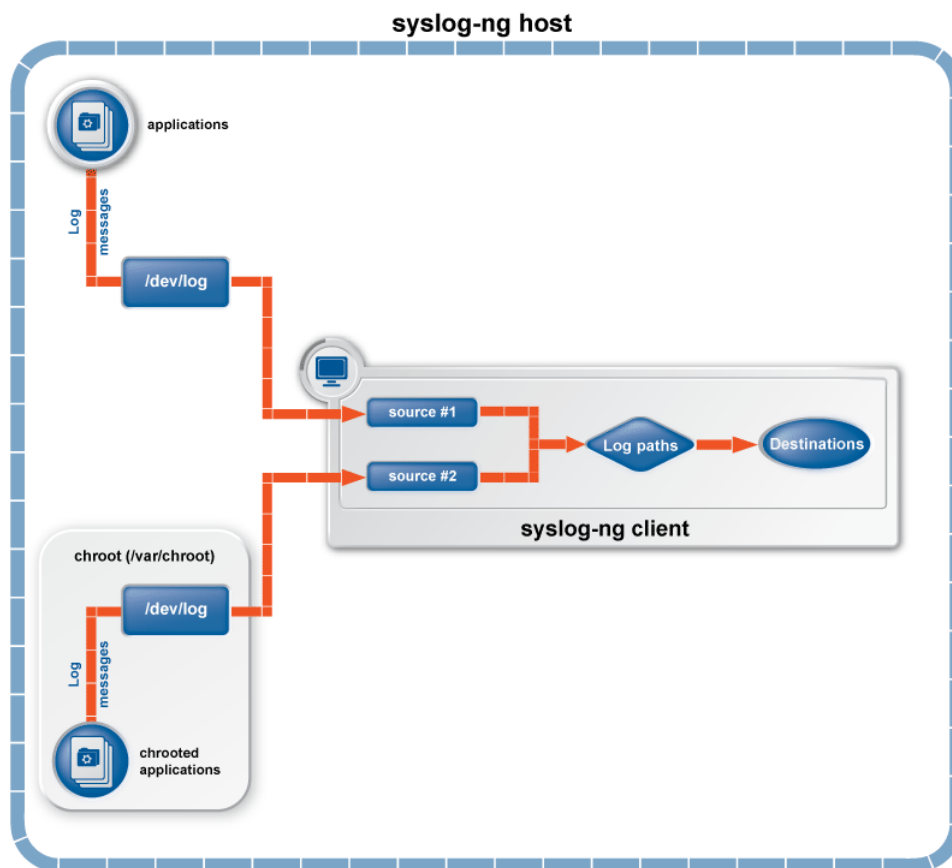 syslog-ng host
applications
Log
messages
/dev/log
source #1
source #2
Log paths
Destinations
syslog-ng client
chroot (/var/chroot)
/dev/log
Log
messages
chrooted
applications